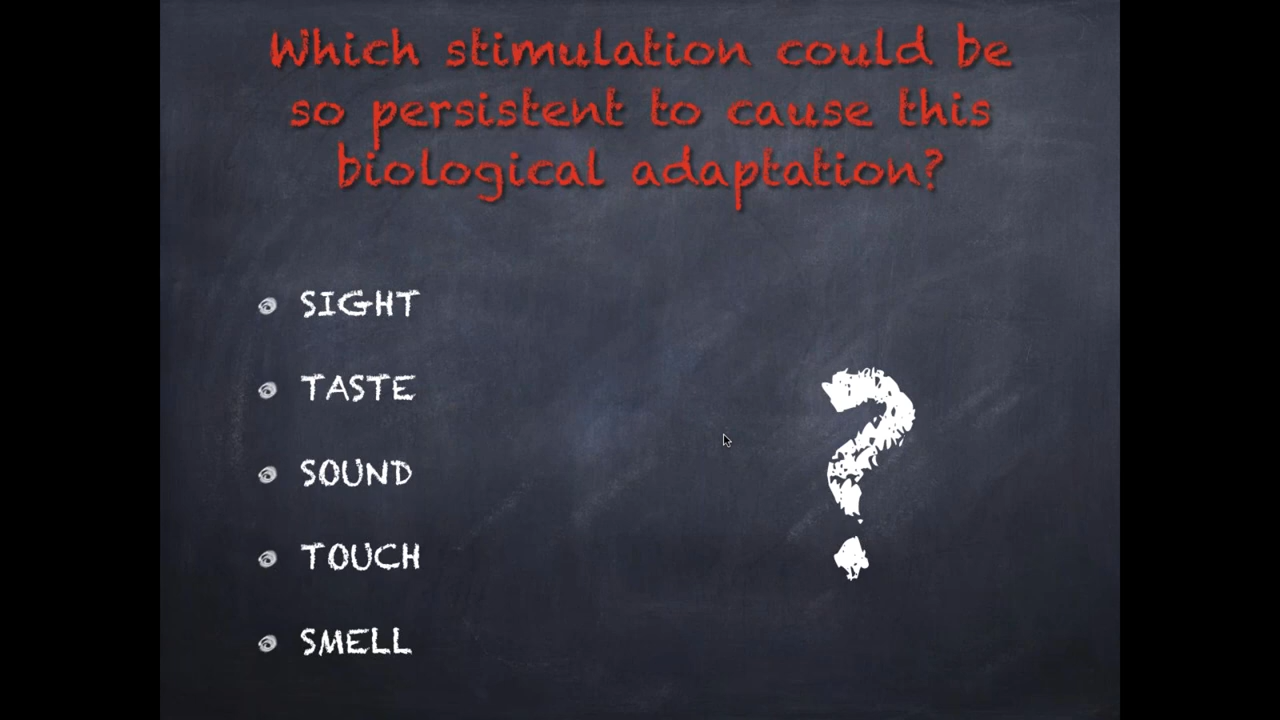 Which stimulation could be
so persistent to cause this
biological adaptation?
SIGHT
TASTE
SOUND
TOUCH
SMELL
?